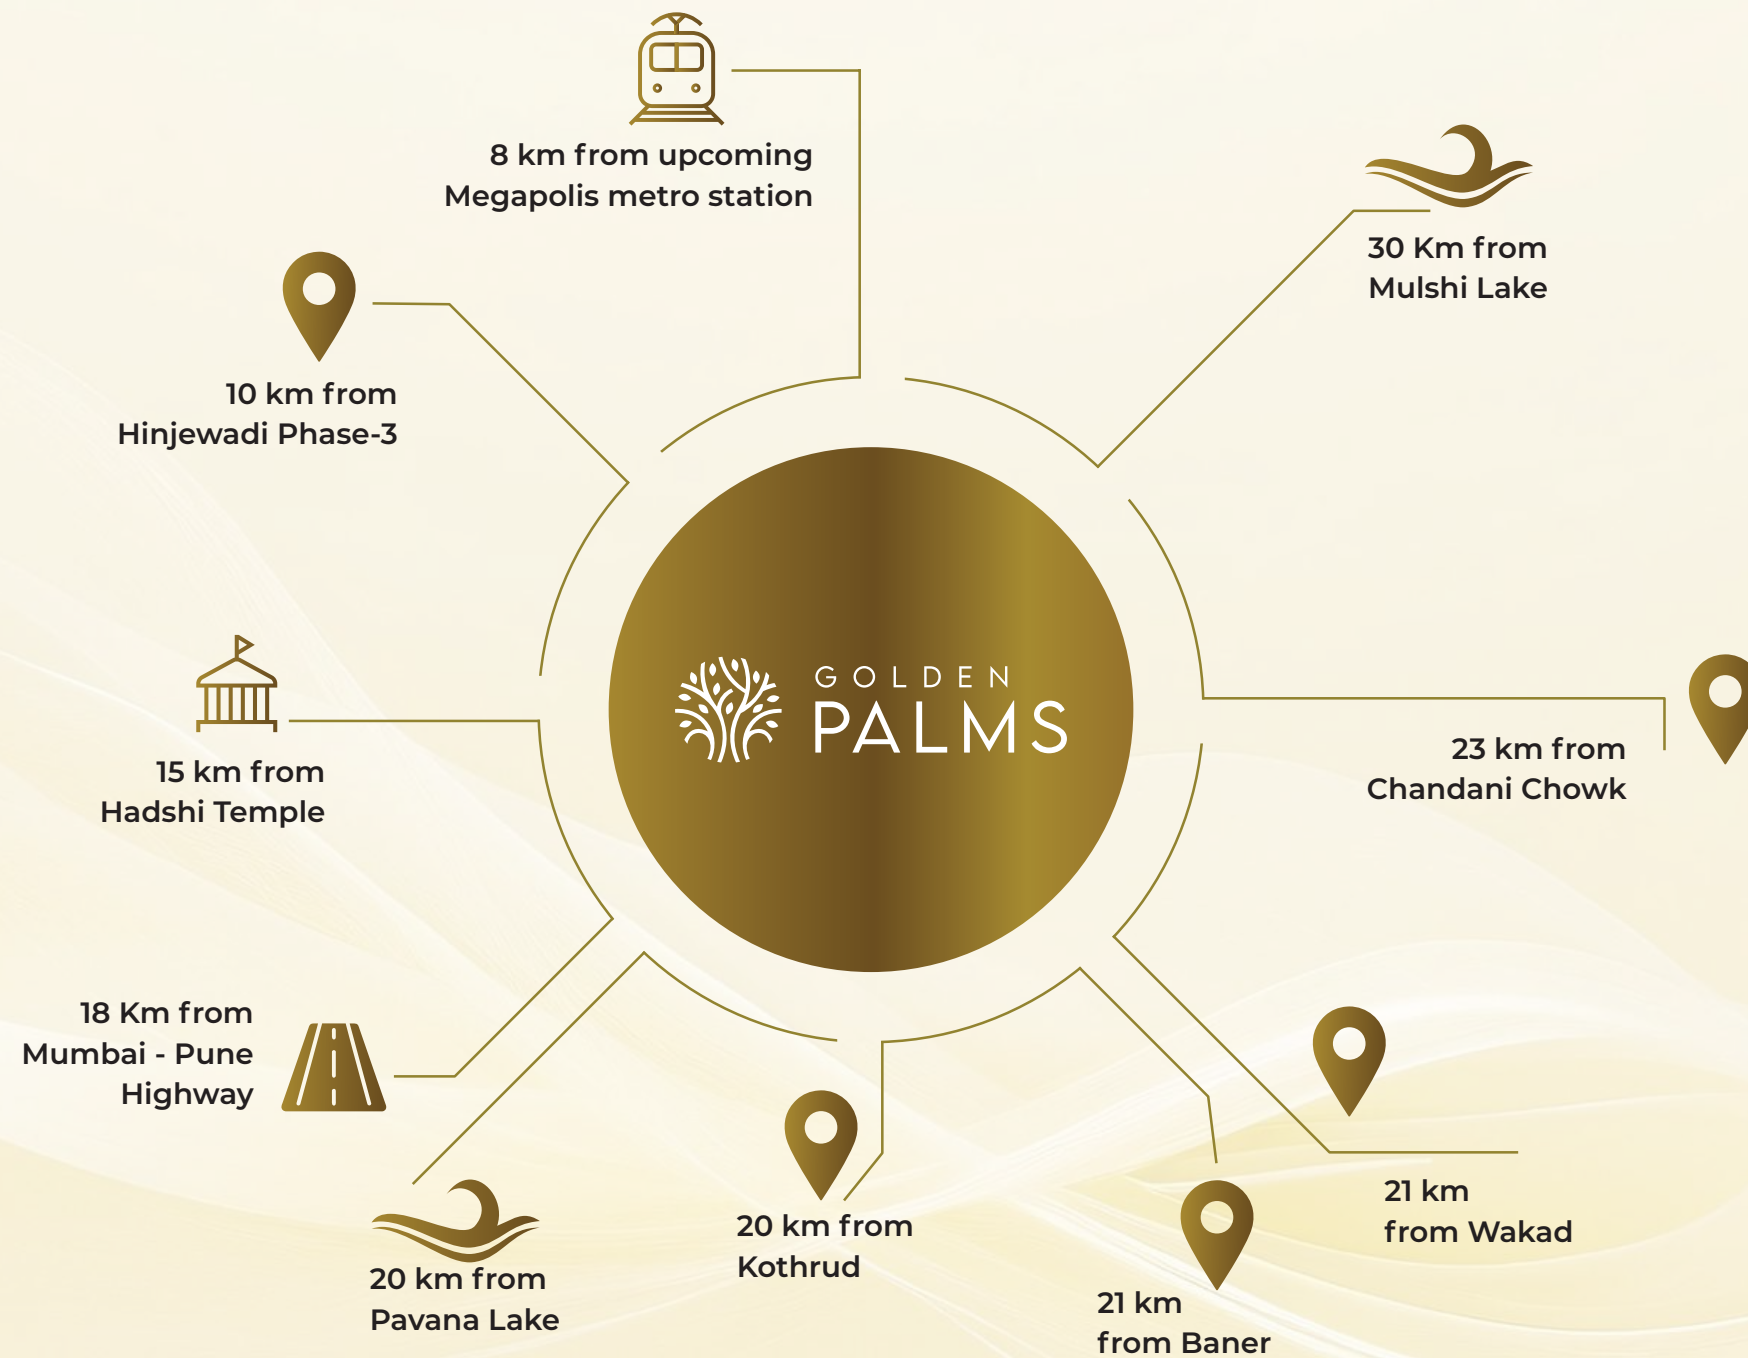 8 km from upcoming
Megapolis metro station
30 Km from
Mulshi Lake
10 km from
Hinjewadi Phase-3
GOLDEN
PALMS
15 km from
Hadshi Temple
23 km from
Chandani Chowk
18 Km from
Mumbai - Pune
Highway
21 km
from Wakad
20 km from
Kothrud
20 km from
Pavana Lake
21 km
from Baner